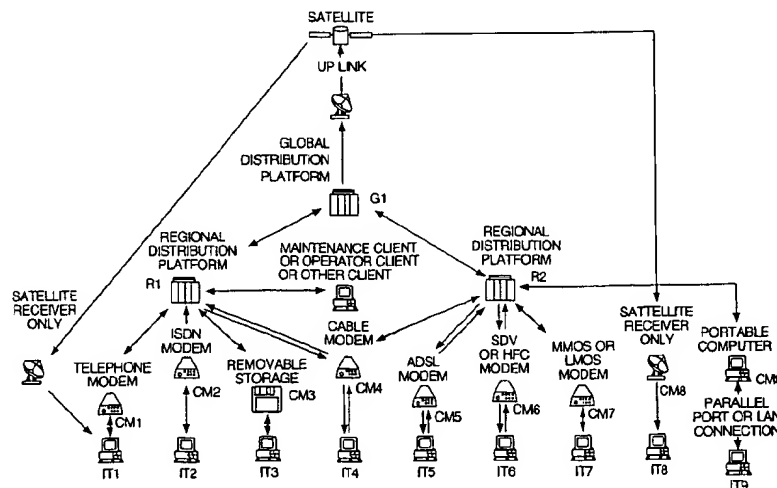 SATELLITE
UP LINK
GLOBAL
DISTRIBUTION
PLATFORM
G1
REGIONAL
DISTRIBUTION
PLATFORM
R1
MAINTENANCE CLIENT
OR OPERATOR CLIENT
OR OTHER CLIENT
REGIONAL
DISTRIBUTION
PLATFORM
R2
SATELLITE
RECEIVER
ONLY
TELEPHONE
MODEM
CM1
ISDN
MODEM
CM2
REMOVABLE
STORAGE
CM3
CABLE
MODEM
CM4
ADSL
MODEM
CM5
SDV
OR HFC
MODEM
CM6
MMOS OR
LMOS
MODEM
CM7
SATTELLITE
RECEIVER
ONLY
CM8
PORTABLE
COMPUTER
CM9
PARALLEL
PORT OR LAN
CONNECTION
IT1
IT2
IT3
IT4
IT5
IT6
IT7
IT8
IT9